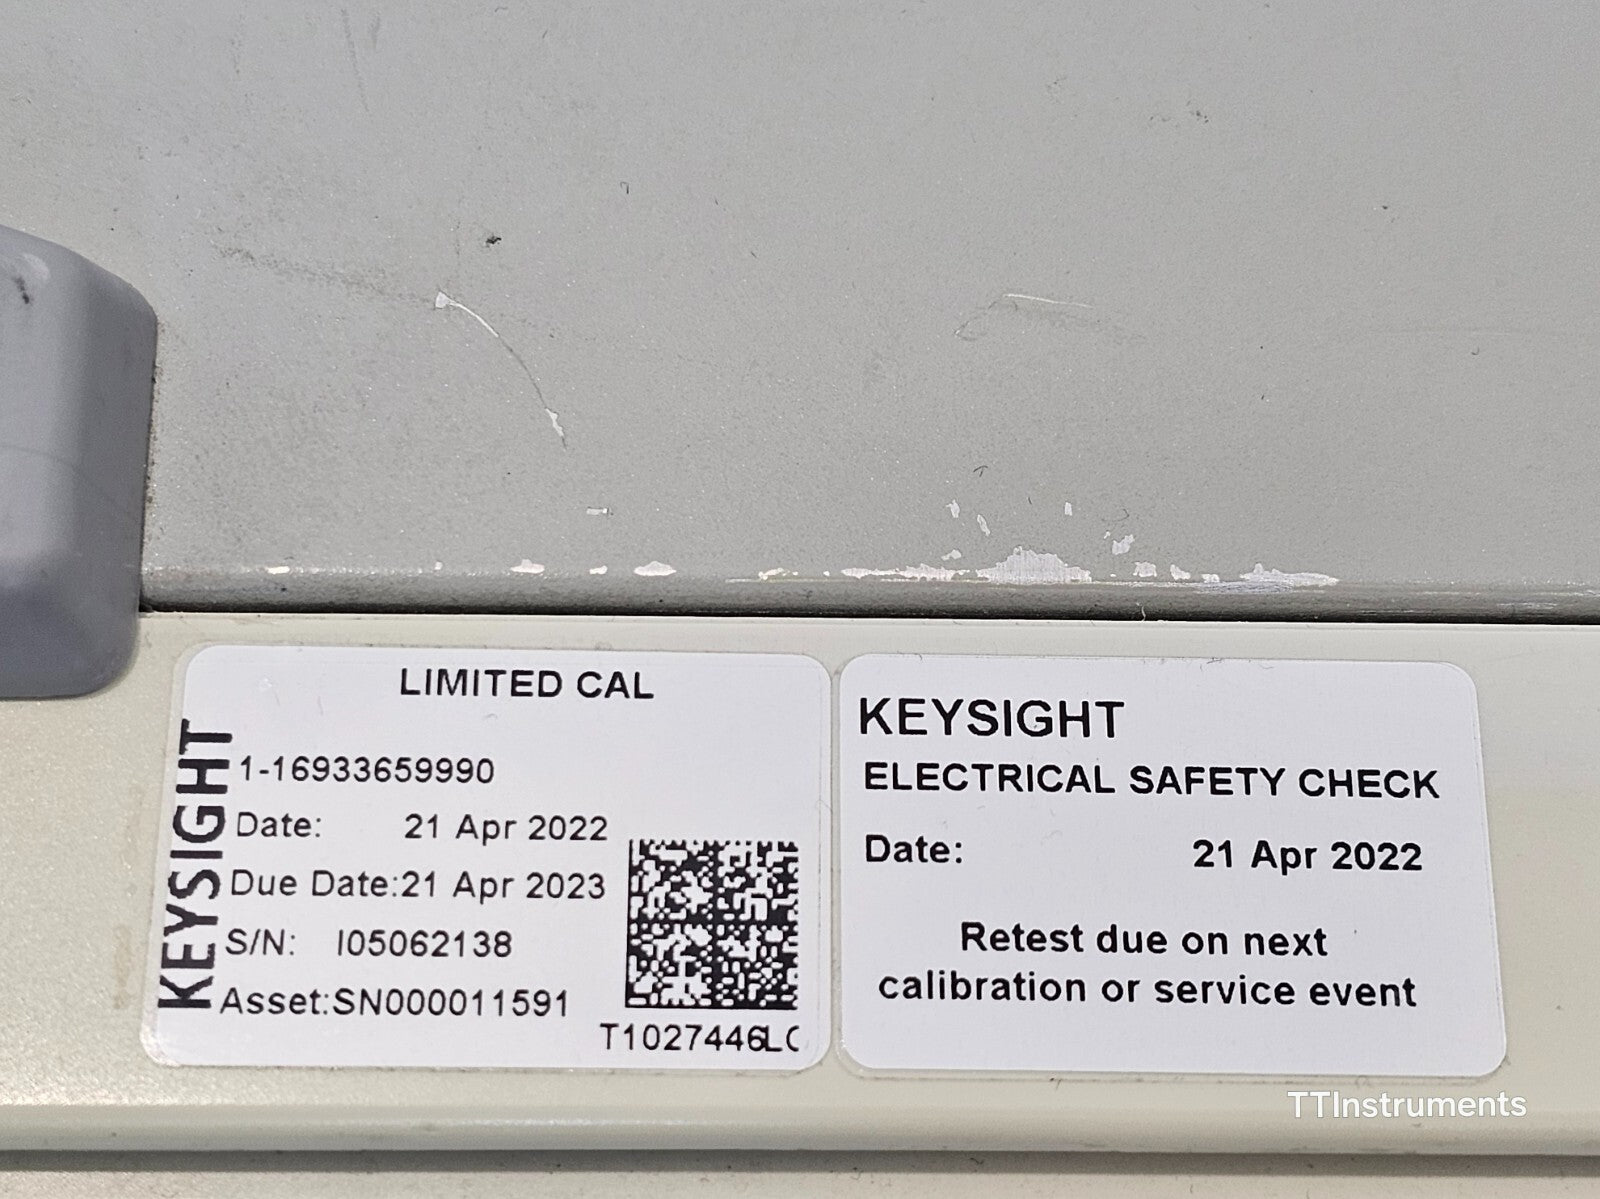 LIMITED CAL
KEYSIGHT
1-16933659990
Date: 21 Apr 2022
Due Date:21 Apr 2023
S/N: I05062138
Asset:SN000011591
T1027446LC
KEYSIGHT
ELECTRICAL SAFETY CHECK
Date: 21 Apr 2022
Retest due on next
calibration or service event
TTInstruments